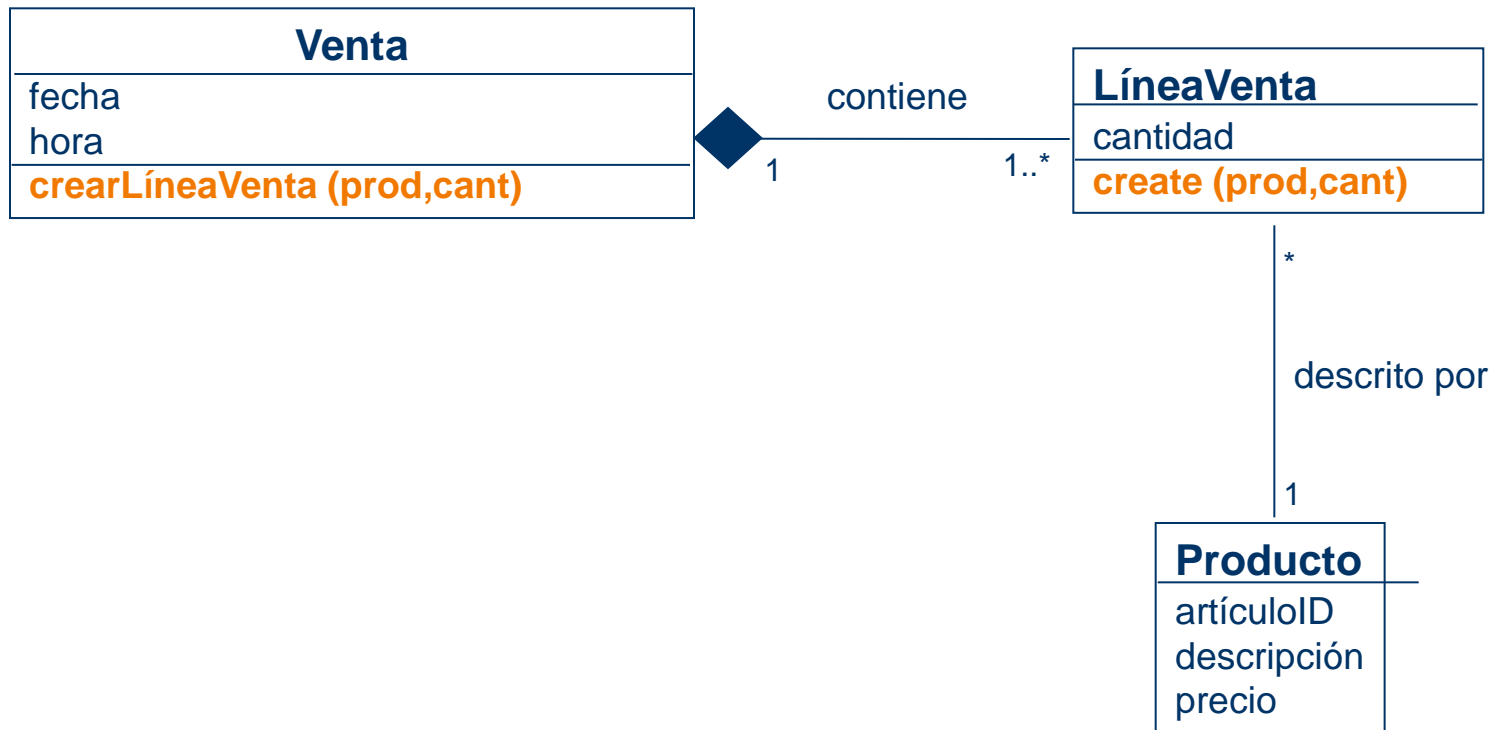 Venta
fecha
hora
crearLíneaVenta (prod,cant)
contiene
1
1..*
LíneaVenta
cantidad
create (prod,cant)
*
descrito por
1
Producto
artículoID
descripción
precio